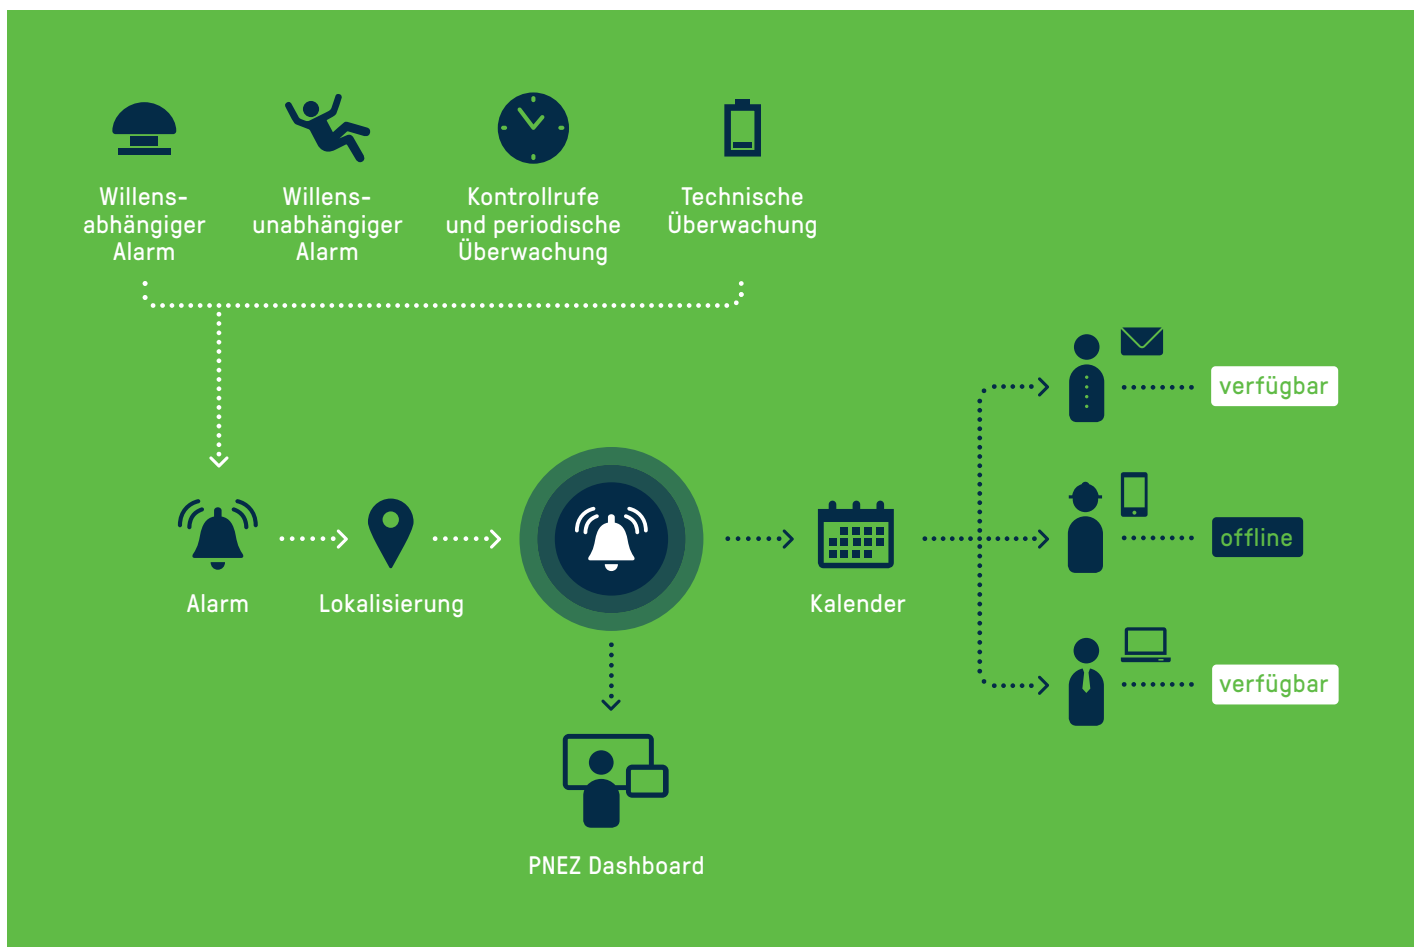 Willens-
abhängiger
Alarm
Willens-
unabhängiger
Alarm
Kontrollrufe
und periodische
Überwachung
Technische
Überwachung
verfügbar
offline
verfügbar
Alarm
Lokalisierung
Kalender
PNEZ Dashboard